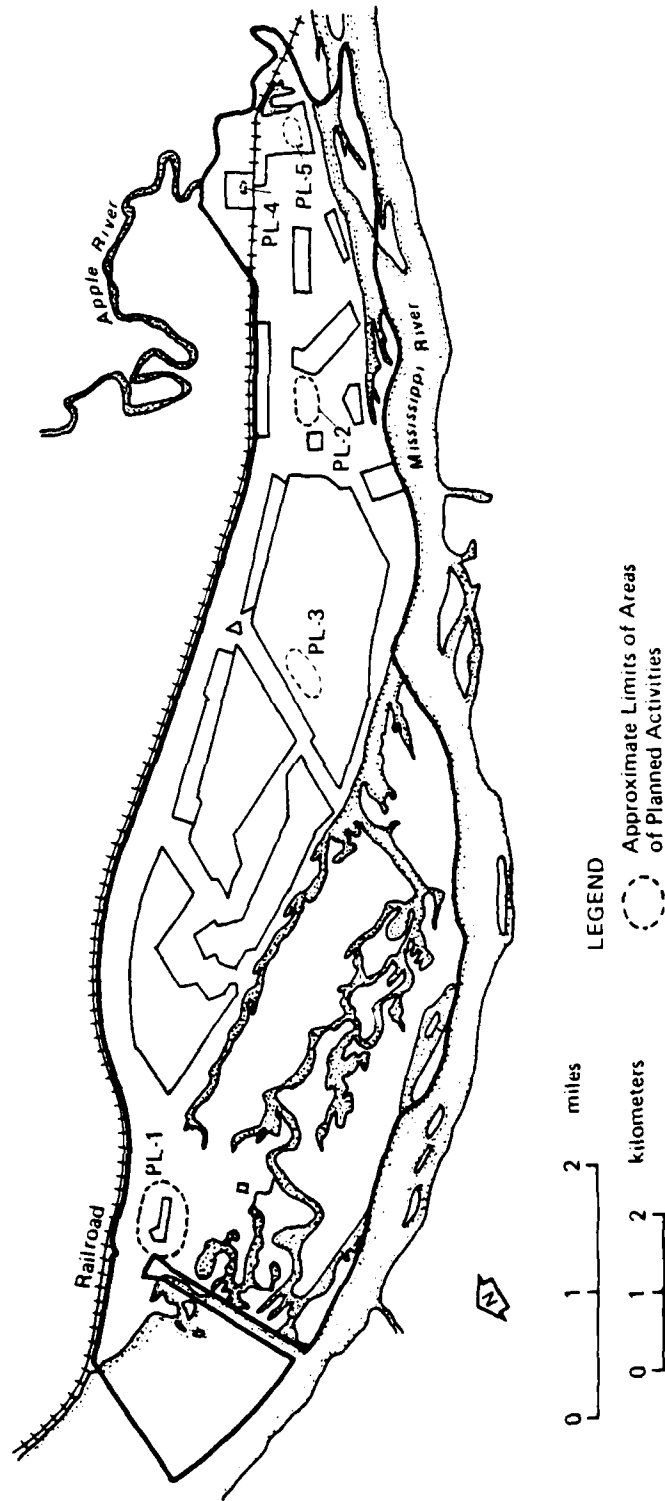 Apple River
Railroad
PL-4
PL-5
PL-2
PL-3
PL-1
Mississippi River
N
0 1 2 miles
0 1 2 kilometers
LEGEND
Approximate Limits of Areas
of Planned Activities